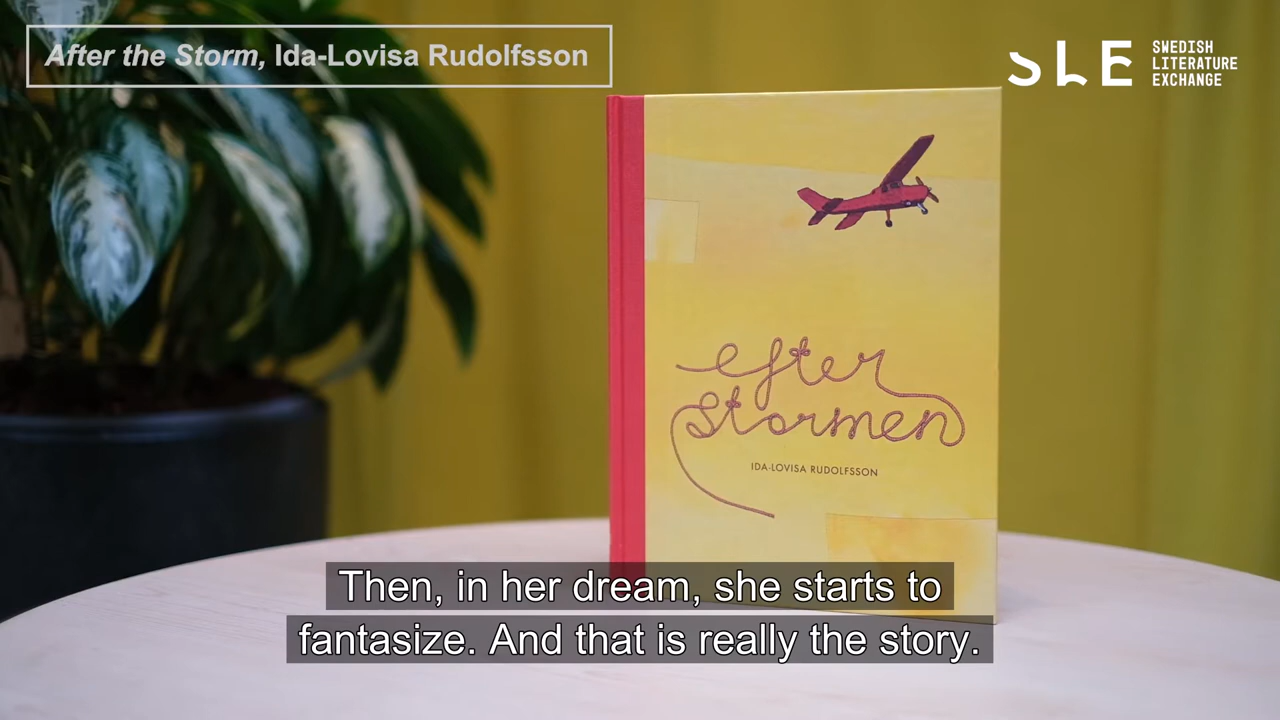 After the Storm, Ida-Lovisa Rudolfsson
SLE
SWEDISH
LITERATURE
EXCHANGE
efter
stormen
IDA-LOVISA RUDOLFSSON
Then, in her dream, she starts to
fantasize. And that is really the story.